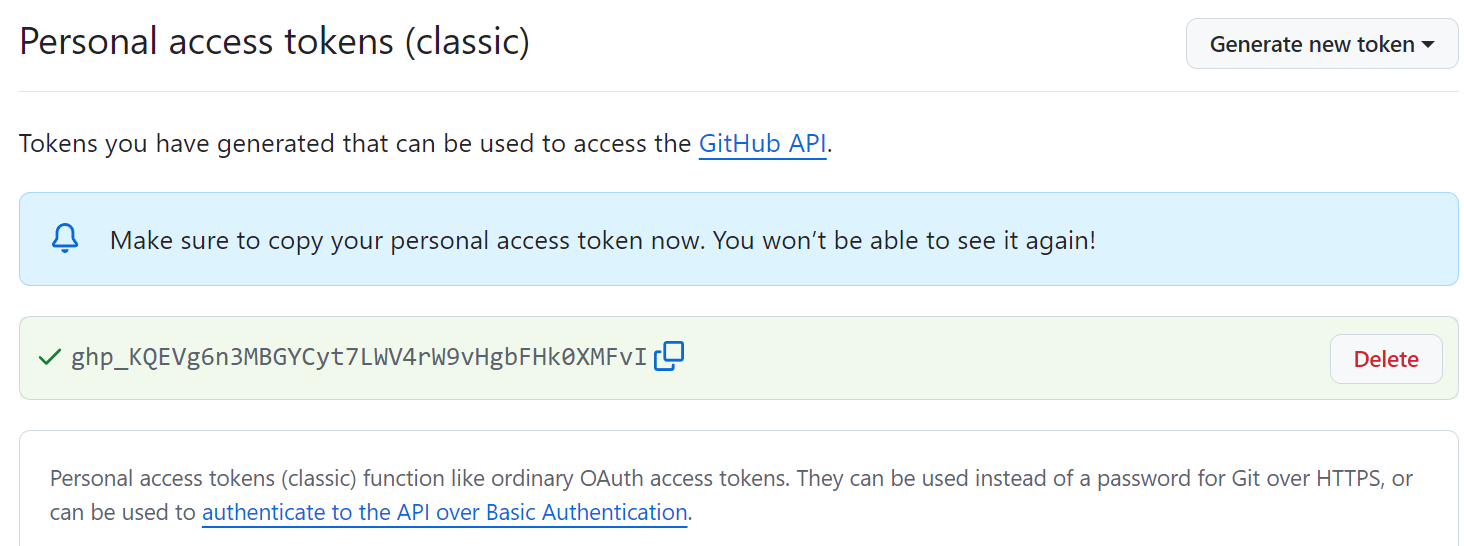 Personal access tokens (classic)
Generate new token
Tokens you have generated that can be used to access the GitHub API.
Make sure to copy your personal access token now. You won't be able to see it again!
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
Delete
Personal access tokens (classic) function like ordinary OAuth access tokens. They can be used instead of a password for Git over HTTPS, or
can be used to authenticate to the API over Basic Authentication.